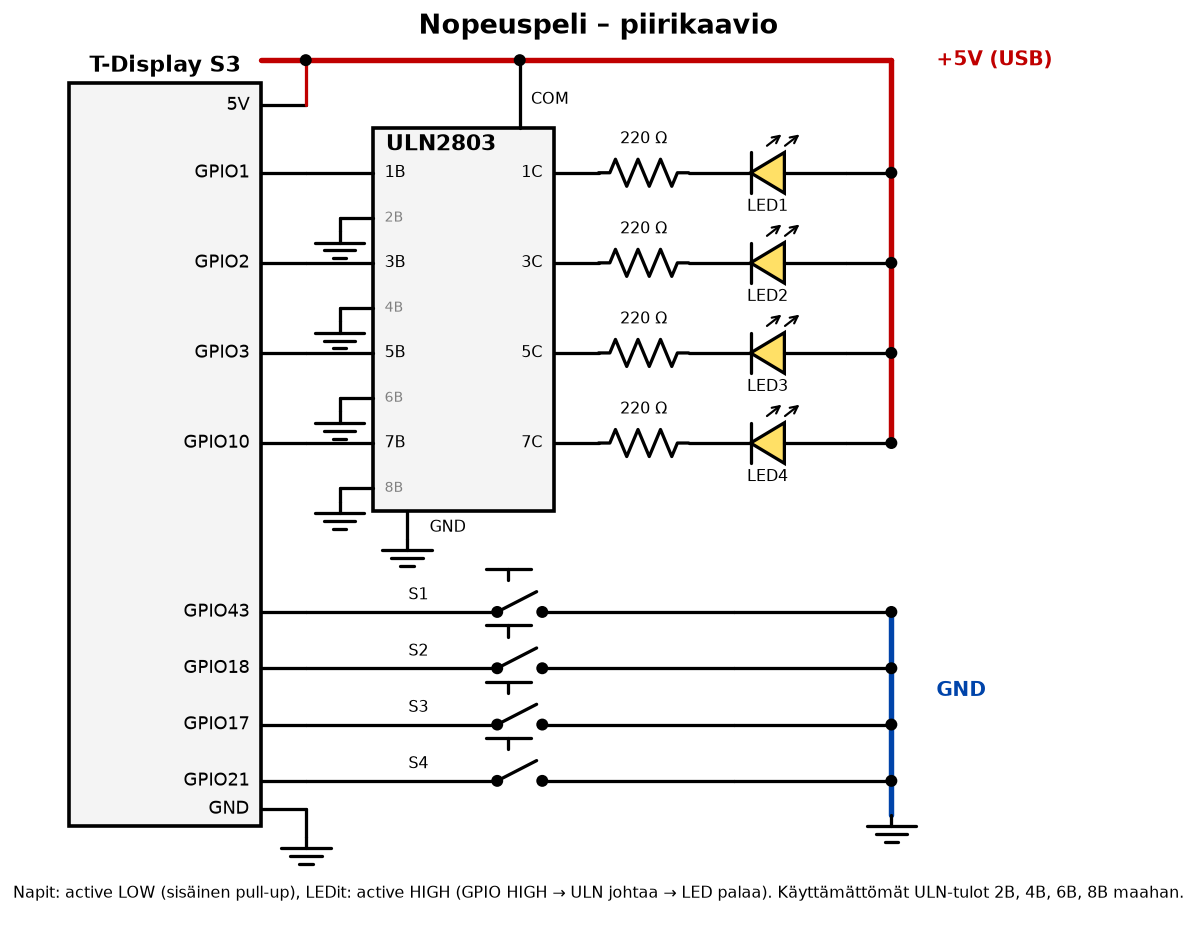 Nopeuspeli – piirikaavio
T-Display S3
+5V (USB)
5V
COM
ULN2803
220 Ω
GPIO1
1B
1C
LED1
2B
220 Ω
GPIO2
3B
3C
LED2
4B
220 Ω
GPIO3
5B
5C
LED3
6B
220 Ω
GPIO10
7B
7C
LED4
8B
GND
S1
GPIO43
S2
GPIO18
GND
S3
GPIO17
S4
GPIO21
GND
Napit: active LOW (sisäinen pull-up), LEDit: active HIGH (GPIO HIGH → ULN johtaa → LED palaa). Käyttämättömät ULN-tulot 2B, 4B, 6B, 8B maahan.